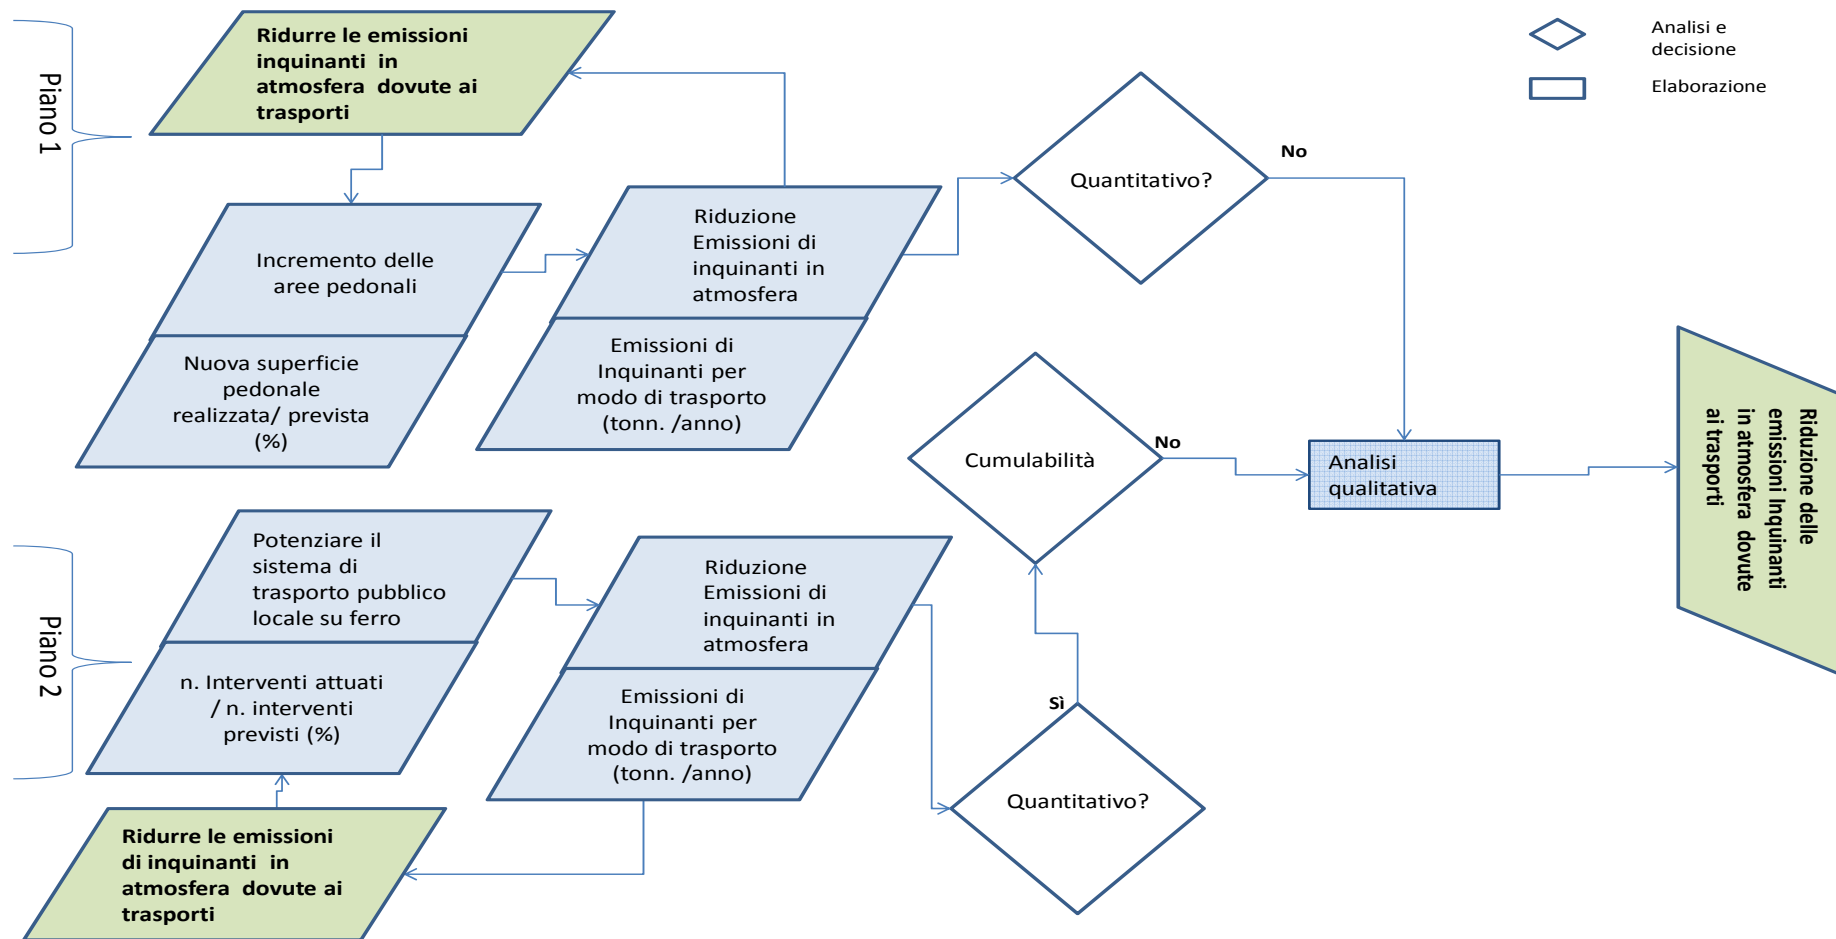 Piano 1
Ridurre le emissioni
inquinanti in
atmosfera dovute ai
trasporti
Analisi e
decisione
Elaborazione
Quantitativo?
No
Incremento delle
aree pedonali
Nuova superficie
pedonale
realizzata/ prevista
(%)
Riduzione
Emissioni di
inquinanti in
atmosfera
Emissioni di
Inquinanti per
modo di trasporto
(tonn. /anno)
Cumulabilità
No
Analisi
qualitativa
Riduzione delle
emissioni Inquinanti
in atmosfera dovute
ai trasporti
Piano 2
Potenziare il
sistema di
trasporto pubblico
locale su ferro
n. Interventi attuati
/ n. interventi
previsti (%)
Riduzione
Emissioni di
inquinanti in
atmosfera
Emissioni di
Inquinanti per
modo di trasporto
(tonn. /anno)
Sì
Quantitativo?
Ridurre le emissioni
di inquinanti in
atmosfera dovute ai
trasporti